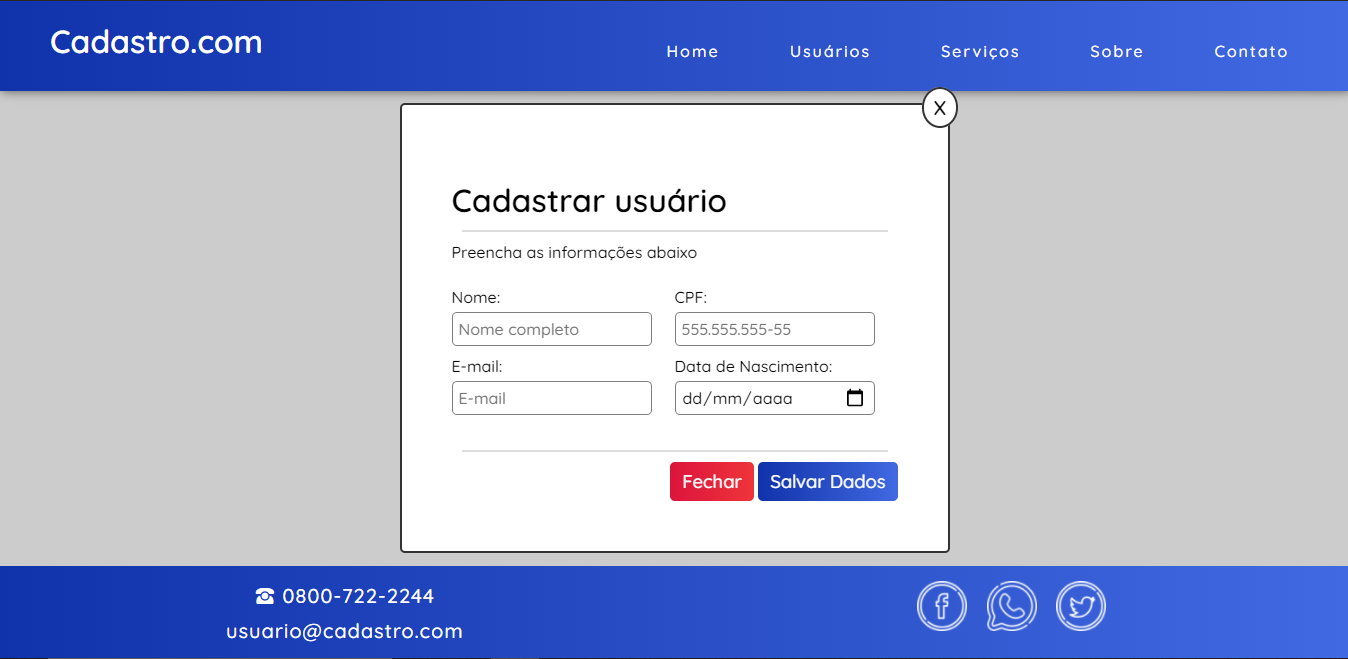 Cadastro.com
Home Usuários Serviços Sobre Contato
X
Cadastrar usuário
Preencha as informações abaixo
Nome: CPF:
Nome completo 555.555.555-55
E-mail: Data de Nascimento:
E-mail dd/mm/aaaa
Fechar Salvar Dados
0800-722-2244
usuario@cadastro.com